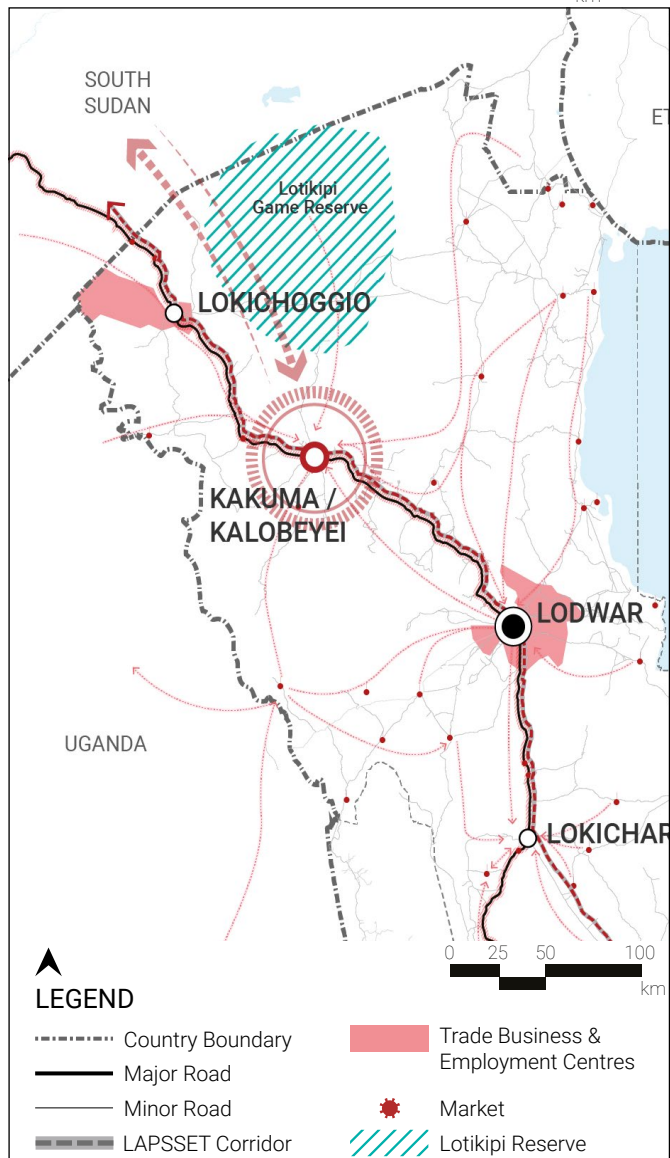 SOUTH
SUDAN
ET
Lotikipi
Game Reserve
LOKICHOGGIO
KAKUMA /
KALOBEYEI
LODWAR
UGANDA
LOKICHAR
0 25 50 100
km
LEGEND
Country Boundary
Major Road
Minor Road
LAPSSET Corridor
Trade Business &
Employment Centres
Market
Lotikipi Reserve